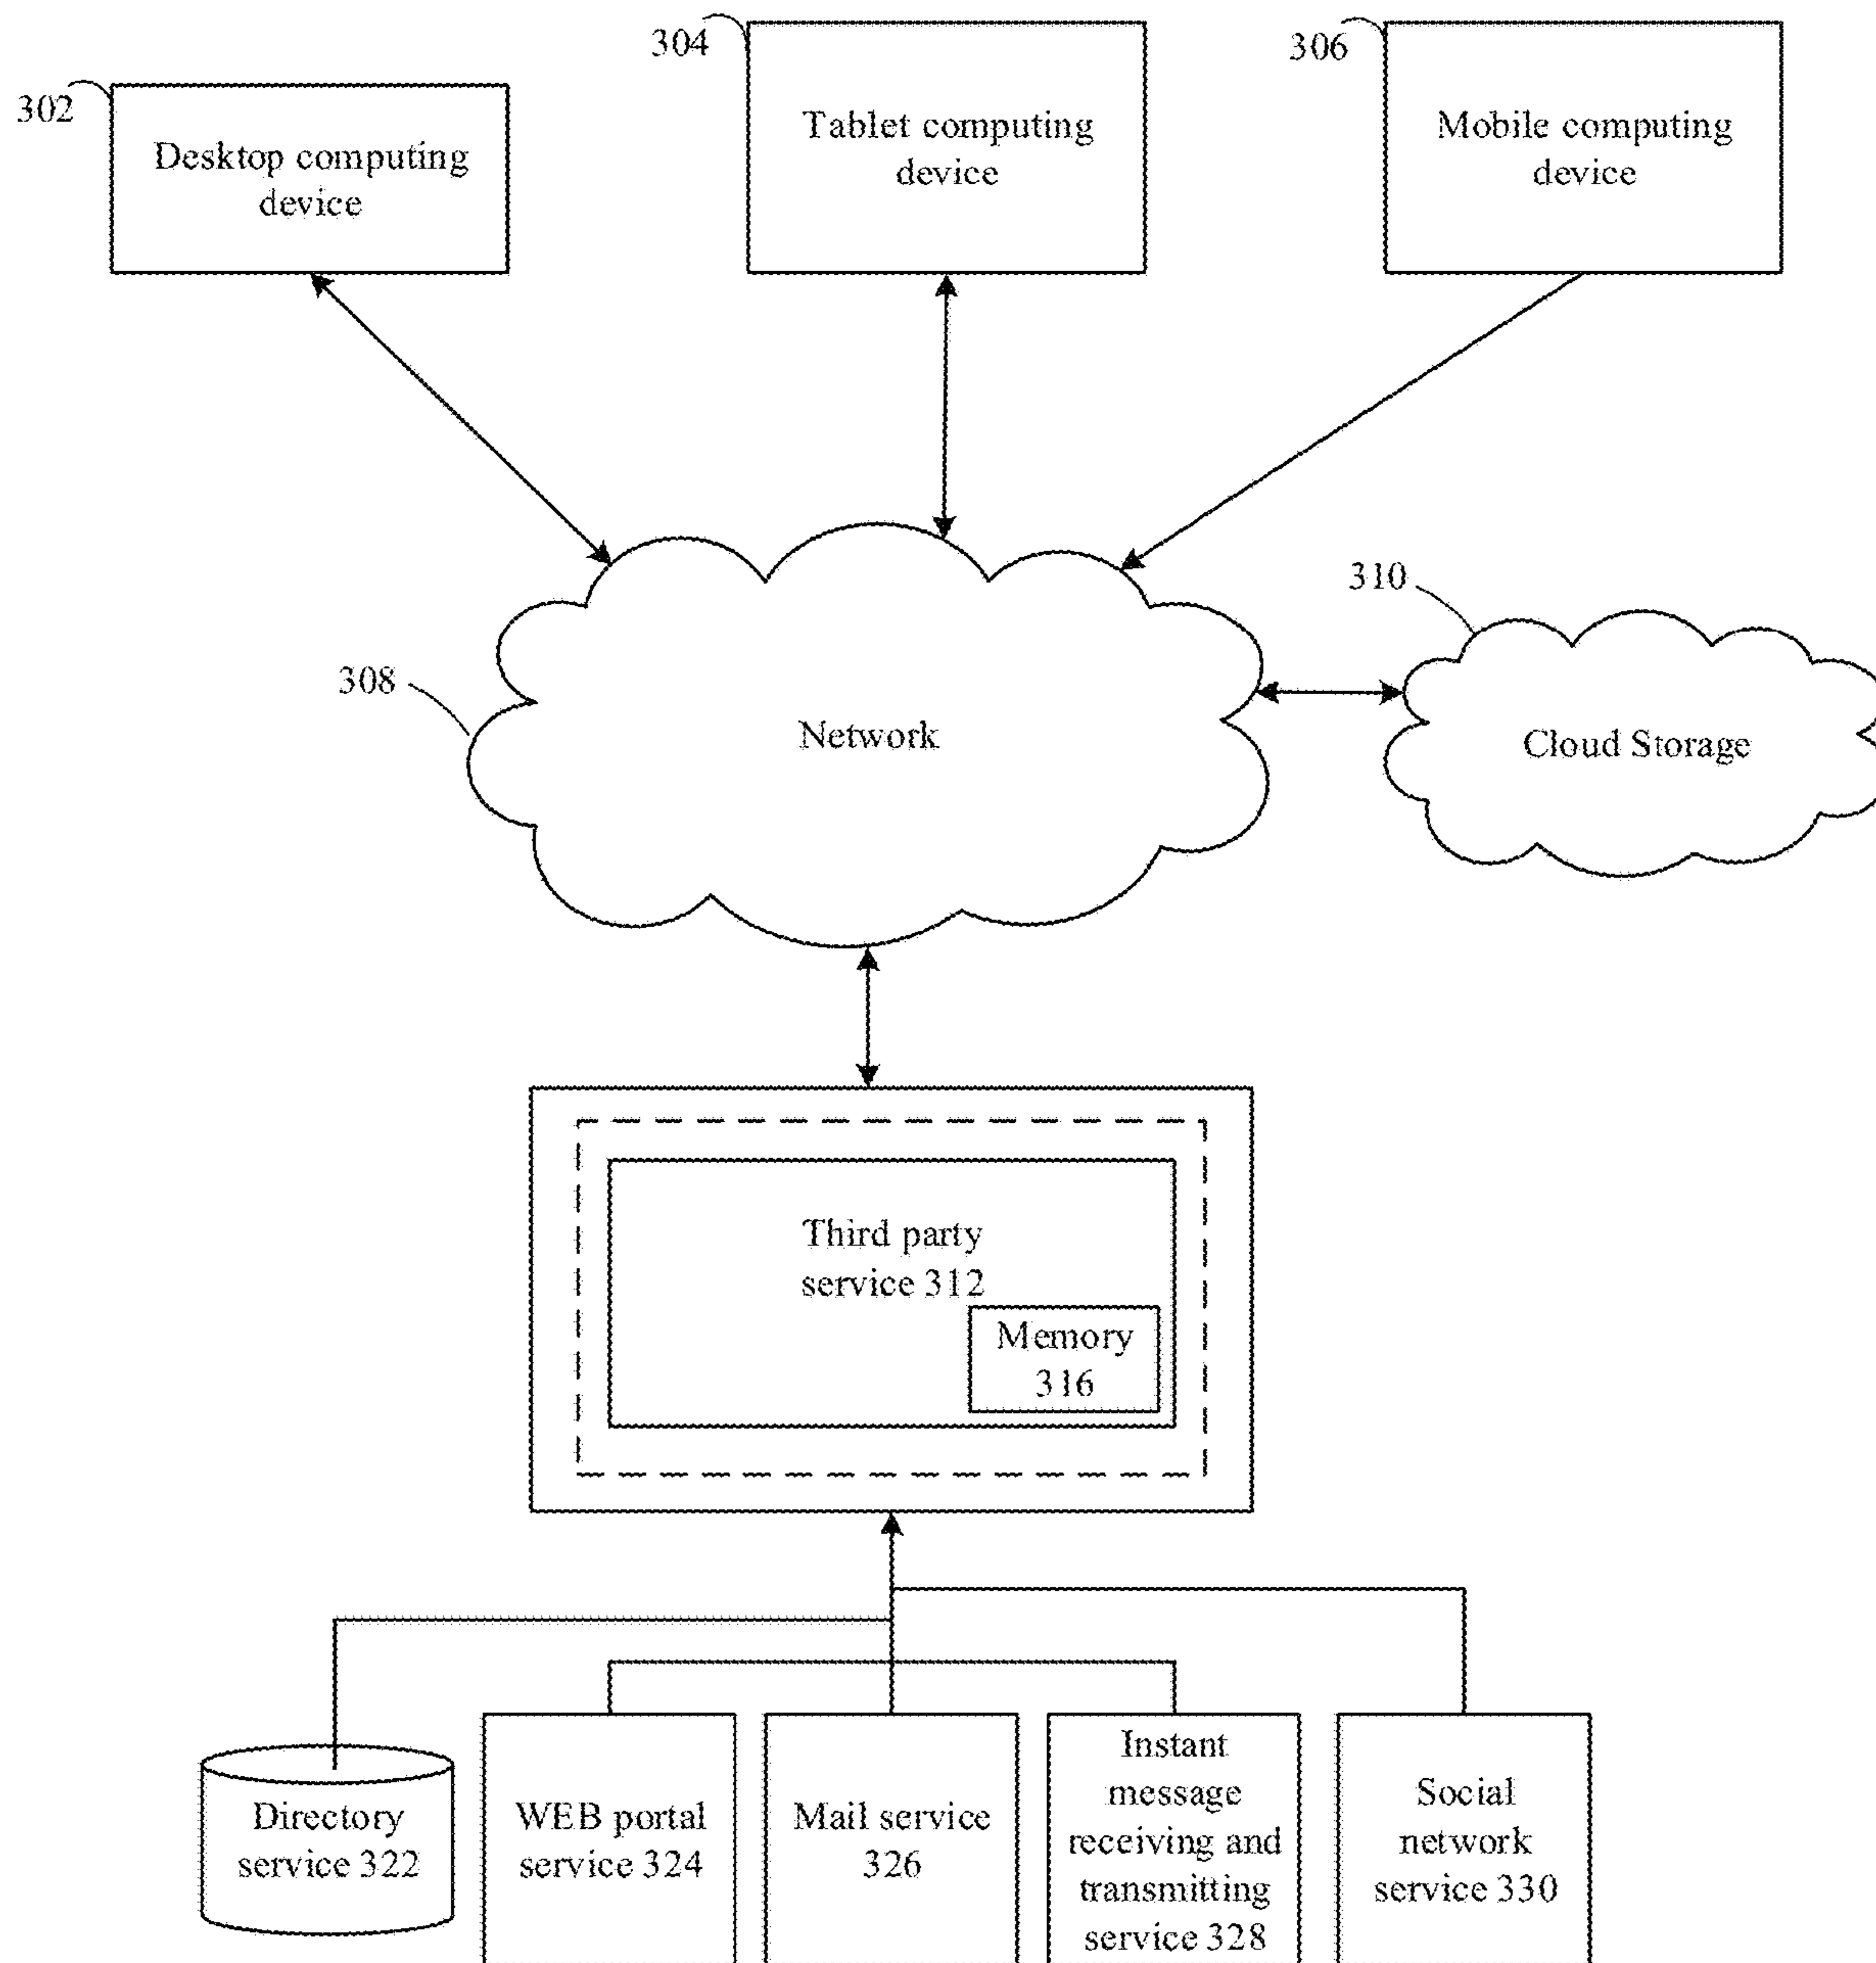 304
306
302
Tablet computing
device
Mobile computing
device
Desktop computing
device
310
308
Network
Cloud Storage
Third party
service 312
Memory
316
Directory
service 322
WEB portal
service 324
Mail service
326
Instant
message
receiving and
transmitting
service 328
Social
network
service 330